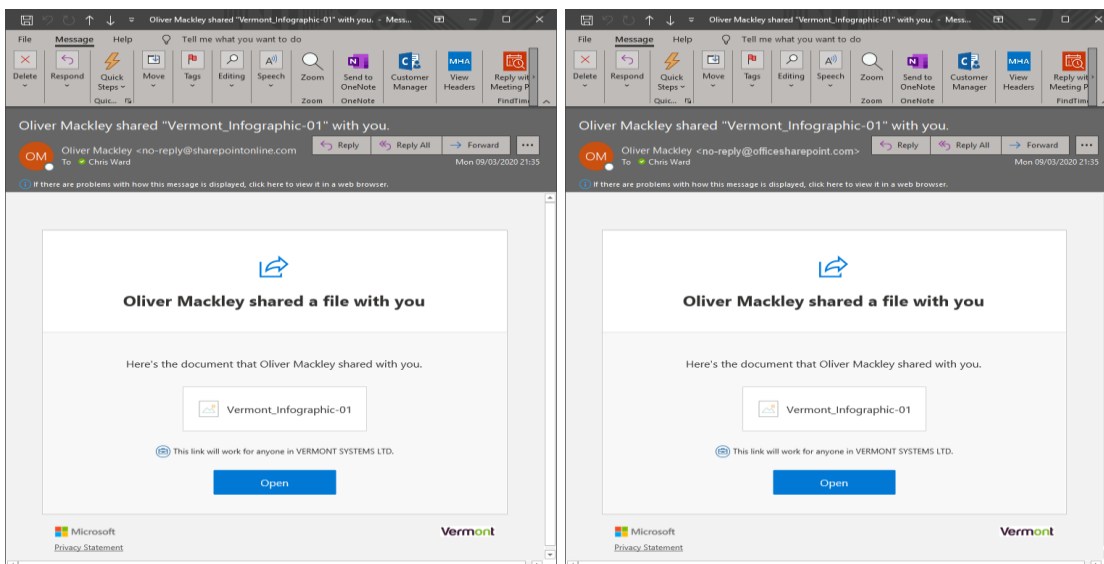 Oliver Mackley shared "Vermont_Infographic-01" with you. - Mess...
File Message Help Tell me what you want to do
Delete Respond Quick Steps Move Tags Editing Speech Zoom Send to OneNote Customer Manager View Headers Reply wit Meeting P
Quic... Zoom OneNote FindTim
Oliver Mackley shared "Vermont_Infographic-01" with you.
OM
Oliver Mackley <no-reply@sharepointonline.com
Reply Reply All Forward
To Chris Ward
Mon 09/03/2020 21:35
If there are problems with how this message is displayed, click here to view it in a web browser.
Oliver Mackley shared a file with you
Here's the document that Oliver Mackley shared with you.
Vermont_Infographic-01
This link will work for anyone in VERMONT SYSTEMS LTD.
Open
Microsoft
Vermont
Privacy Statement
Oliver Mackley shared "Vermont_Infographic-01" with you. - Mess...
File Message Help Tell me what you want to do
Delete Respond Quick Steps Move Tags Editing Speech Zoom Send to OneNote Customer Manager View Headers Reply wit Meeting P
Quic... Zoom OneNote FindTim
Oliver Mackley shared "Vermont_Infographic-01" with you.
OM
Oliver Mackley <no-reply@officesharepoint.com>
Reply Reply All Forward
To Chris Ward
Mon 09/03/2020 21:35
If there are problems with how this message is displayed, click here to view it in a web browser.
Oliver Mackley shared a file with you
Here's the document that Oliver Mackley shared with you.
Vermont_Infographic-01
This link will work for anyone in VERMONT SYSTEMS LTD.
Open
Microsoft
Vermont
Privacy Statement